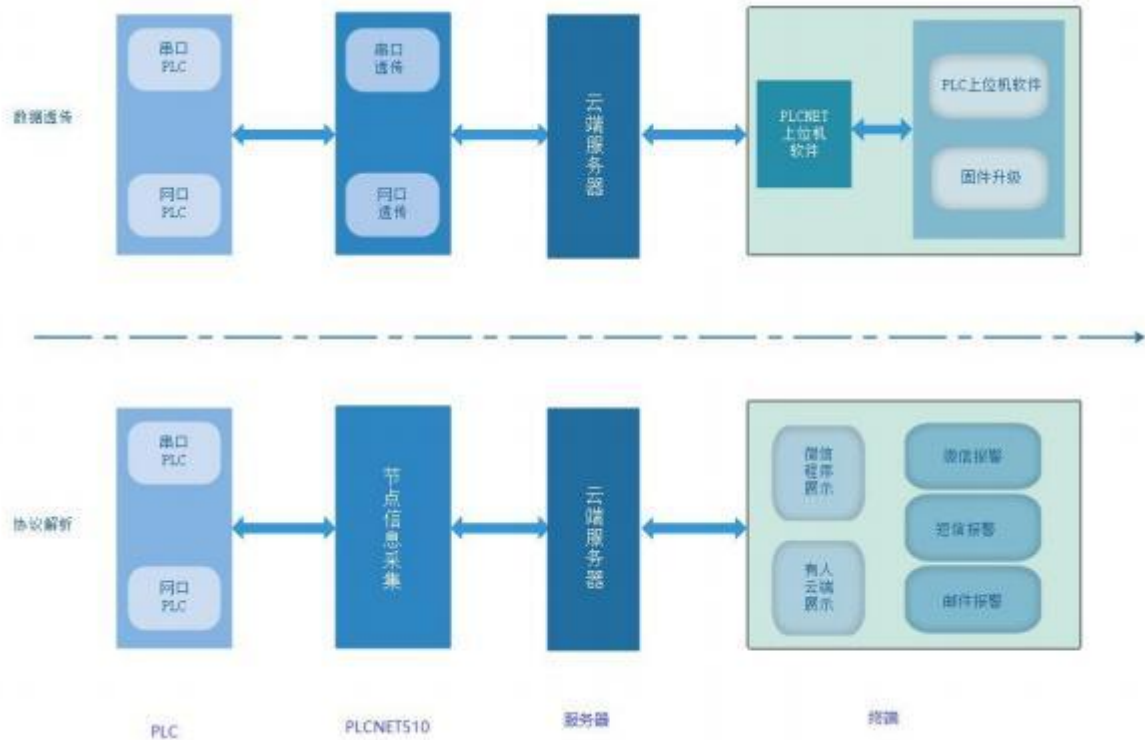 串口
PLC
网口
PLC
数据透传
串口
透传
网口
透传
云端服务器
PLCNET
上位机
软件
PLC上位机软件
固件升级
串口
PLC
网口
PLC
协议解析
节点信息采集
云端服务器
微信
程序
展示
有人
云端
展示
微信报警
短信报警
邮件报警
PLC
PLCNET510
服务器
终端